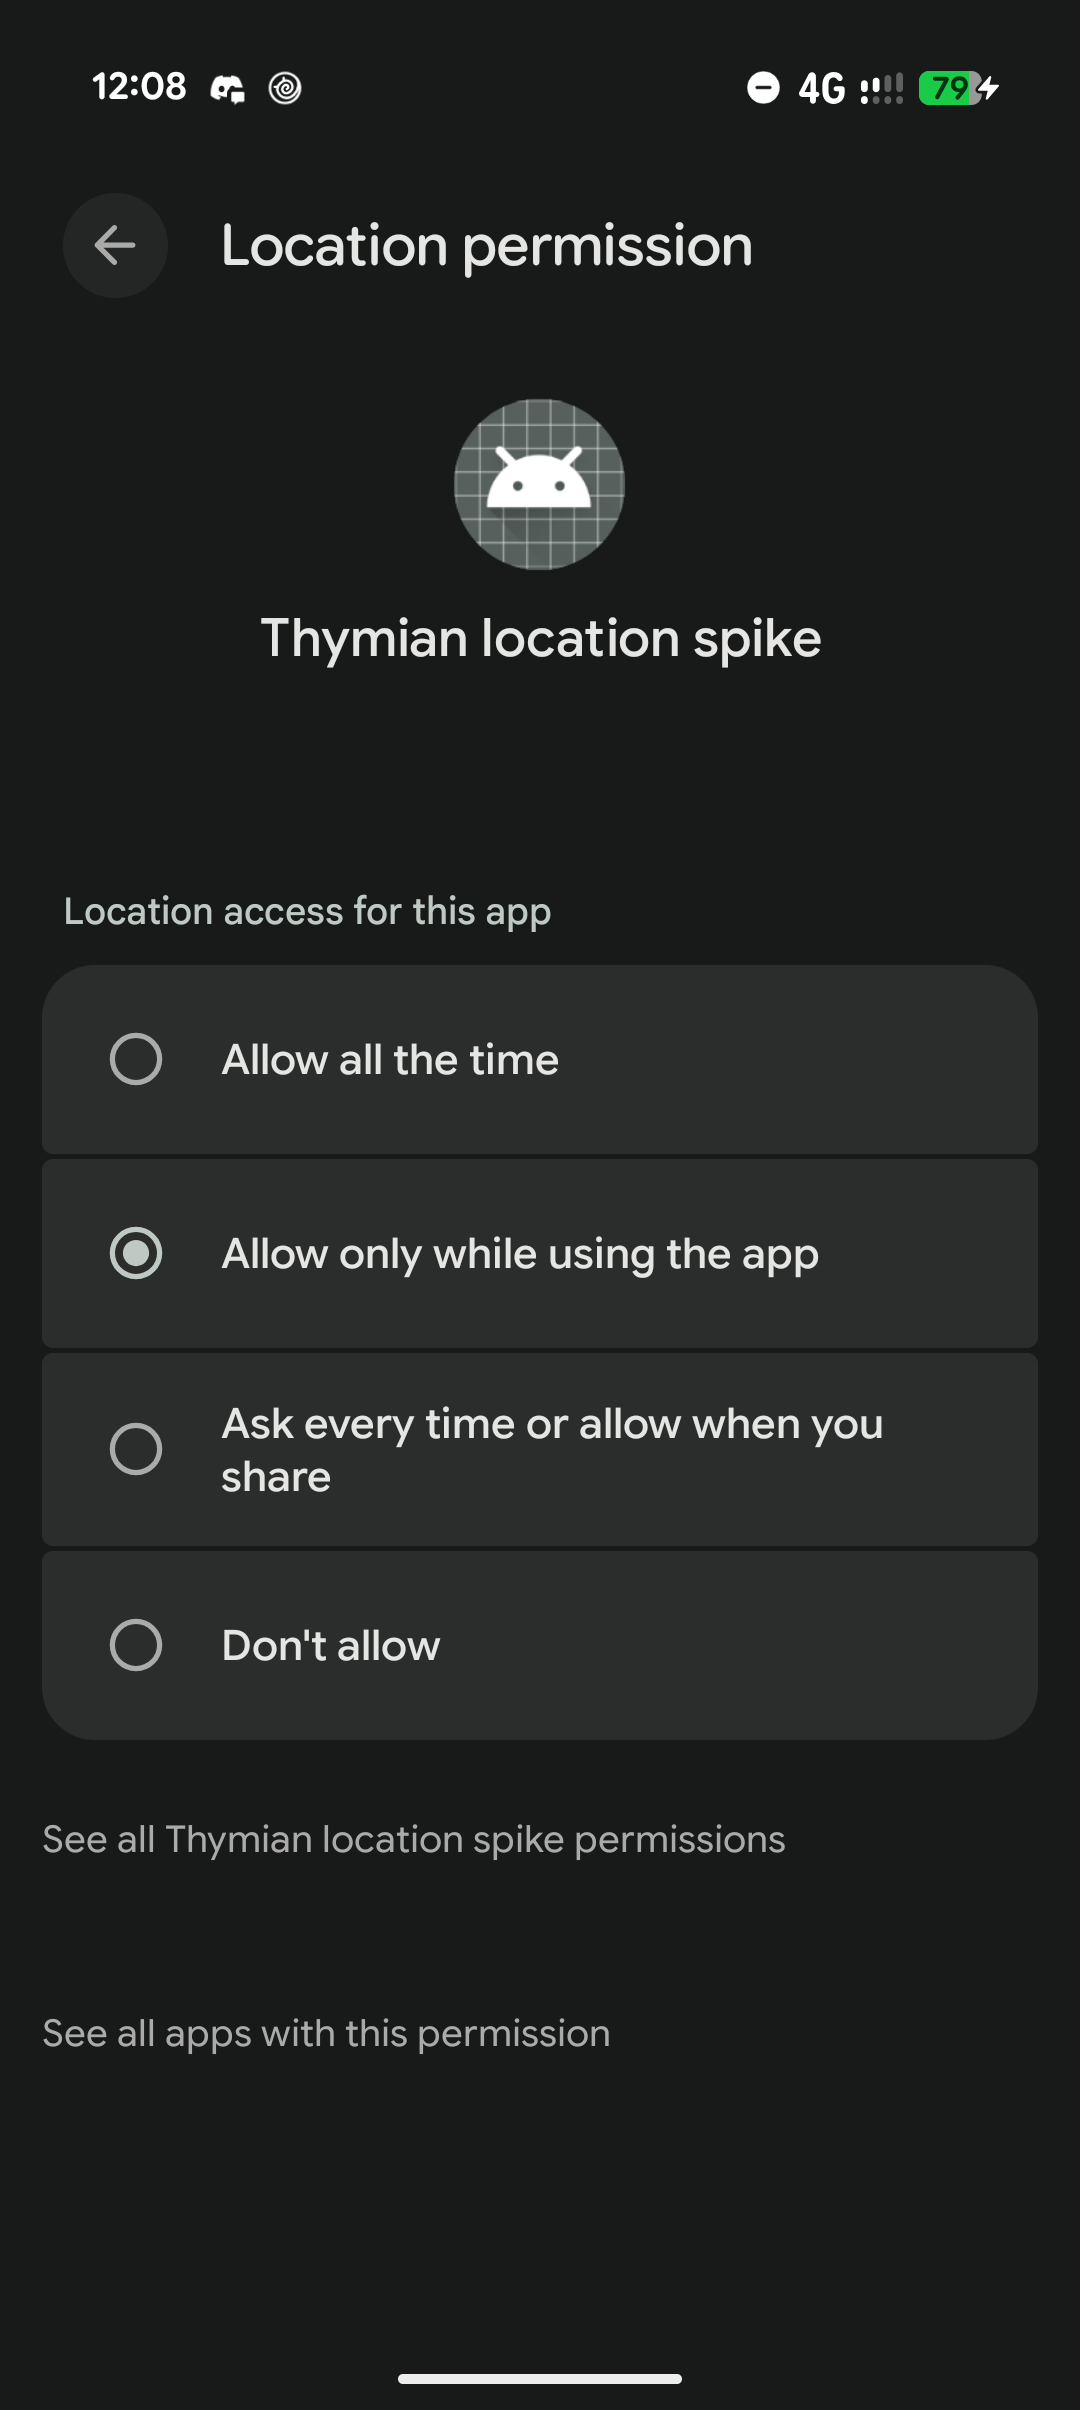 12:08 4G 79
Location permission
Thymian location spike
Location access for this app
Allow all the time
Allow only while using the app
Ask every time or allow when you
share
Don't allow
See all Thymian location spike permissions
See all apps with this permission